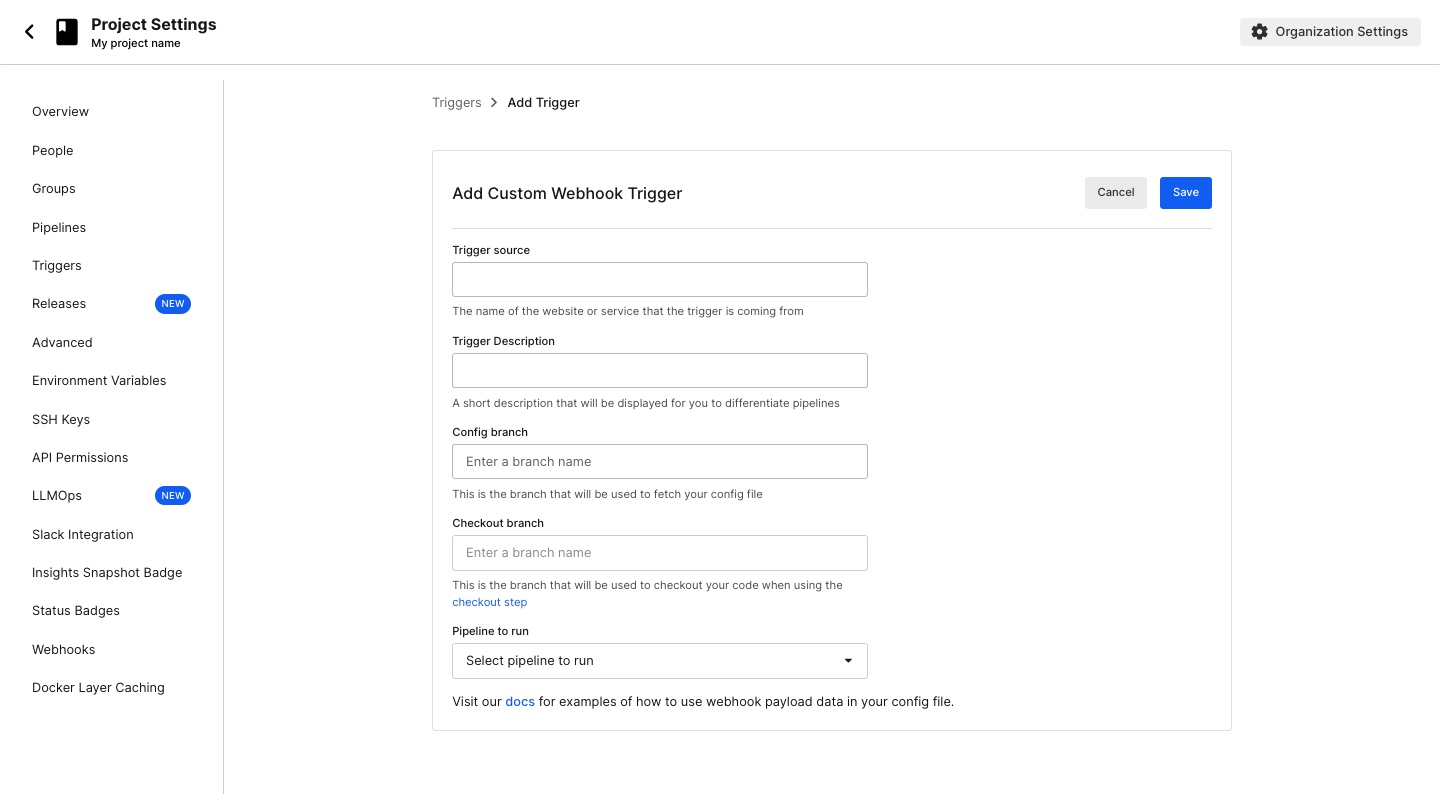 Project Settings
My project name
Organization Settings
Overview
People
Groups
Pipelines
Triggers
Releases NEW
Advanced
Environment Variables
SSH Keys
API Permissions
LLMOps NEW
Slack Integration
Insights Snapshot Badge
Status Badges
Webhooks
Docker Layer Caching
Triggers Add Trigger
Add Custom Webhook Trigger
Cancel Save
Trigger source
The name of the website or service that the trigger is coming from
Trigger Description
A short description that will be displayed for you to differentiate pipelines
Config branch
Enter a branch name
This is the branch that will be used to fetch your config file
Checkout branch
Enter a branch name
This is the branch that will be used to checkout your code when using the
checkout step
Pipeline to run
Select pipeline to run
Visit our docs for examples of how to use webhook payload data in your config file.